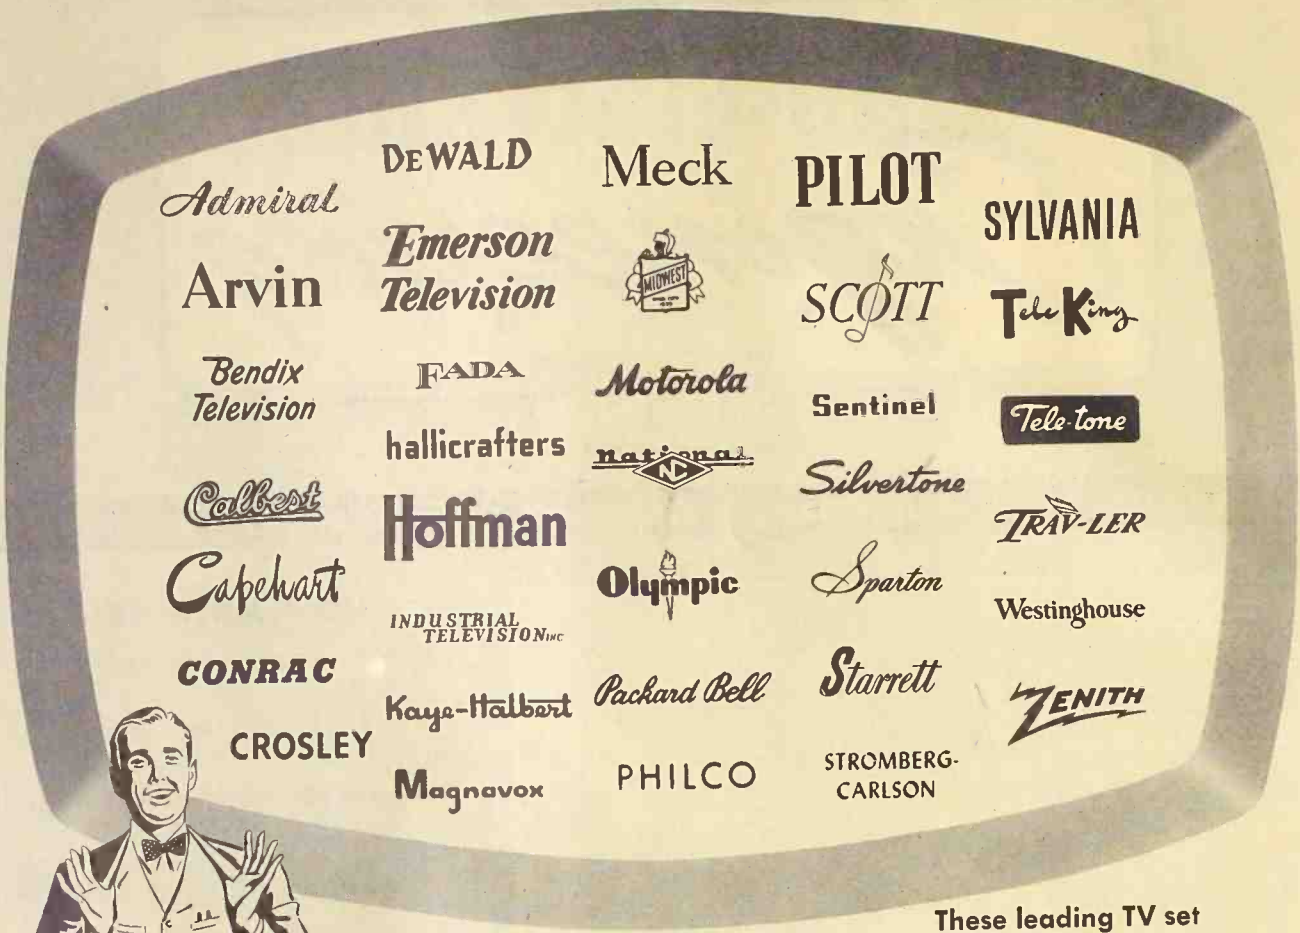 Admiral
Arvin
Bendix
Television
Calbest
Capehart
CONRAC
CROSLEY
DEWALD
Emerson
Television
FADA
hallicrafters
Hoffman
INDUSTRIAL
TELEVISION INC
Kaye-Halbert
Magnavox
Meck
MIDWEST
Motorola
National
NC
Olympic
Packard Bell
PHILCO
PILOT
SCOTT
Sentinel
Silvertone
Sparton
Starrett
STROMBERG-
CARLSON
SYLVANIA
Tele King
Tele-tone
TRAV-LER
Westinghouse
ZENITH
These leading TV set